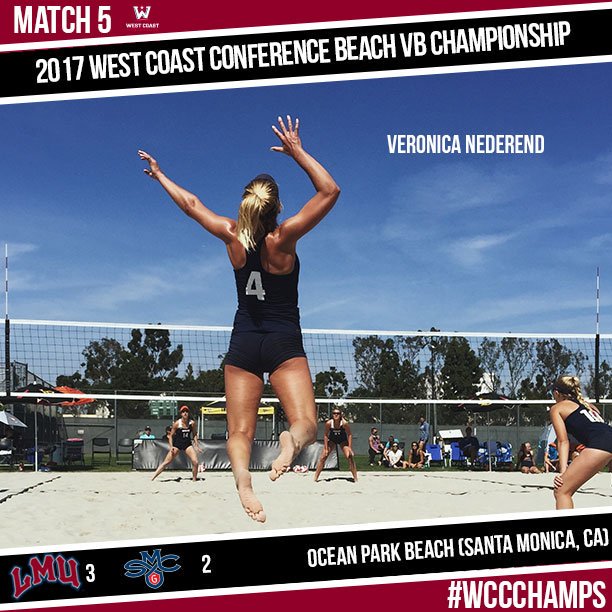 MATCH 5
W
WEST COAST
2017 WEST COAST CONFERENCE BEACH VB CHAMPIONSHIP
VERONICA NEDEREND
4
LMU 3
SMC 6 2
OCEAN PARK BEACH (SANTA MONICA, CA)
#WCCCHAMPS